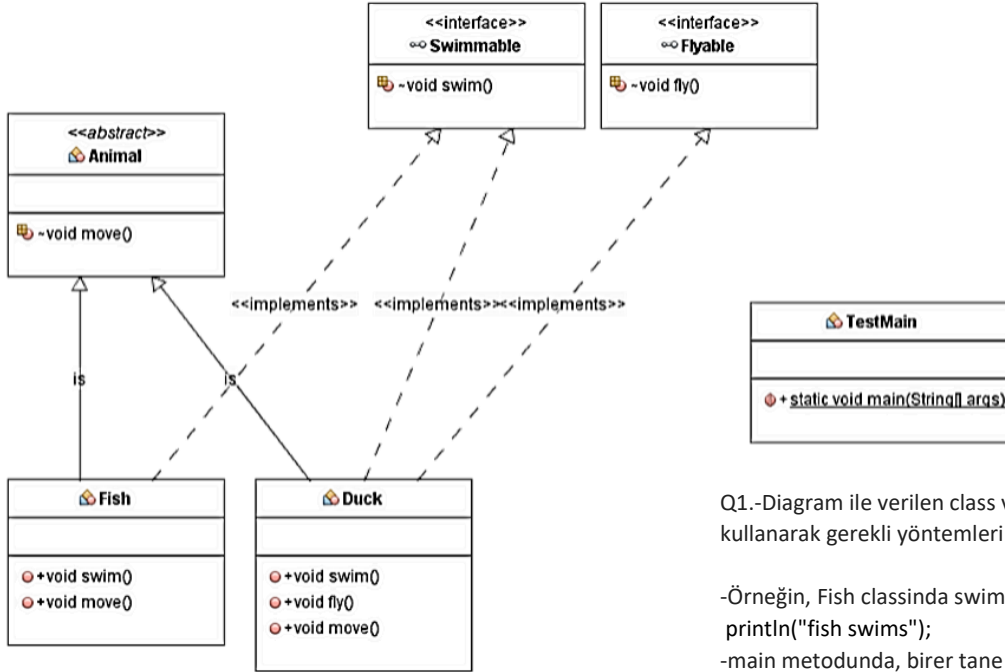 <<interface>>
Swimmable
~void swim()
<<interface>>
Flyable
~void fly()
<<abstract>>
Animal
~void move()
<<implements>>
<<implements>>
<<implements>>
is
is
TestMain
+ static void main(String[] args)
Fish
+void swim()
+void move()
Duck
+void swim()
+void fly()
+void move()
Q1.-Diagram ile verilen class
kullanarak gerekli yöntemleri
-Örneğin, Fish classinda swim
println("fish swims");
-main metodunda, birer tane